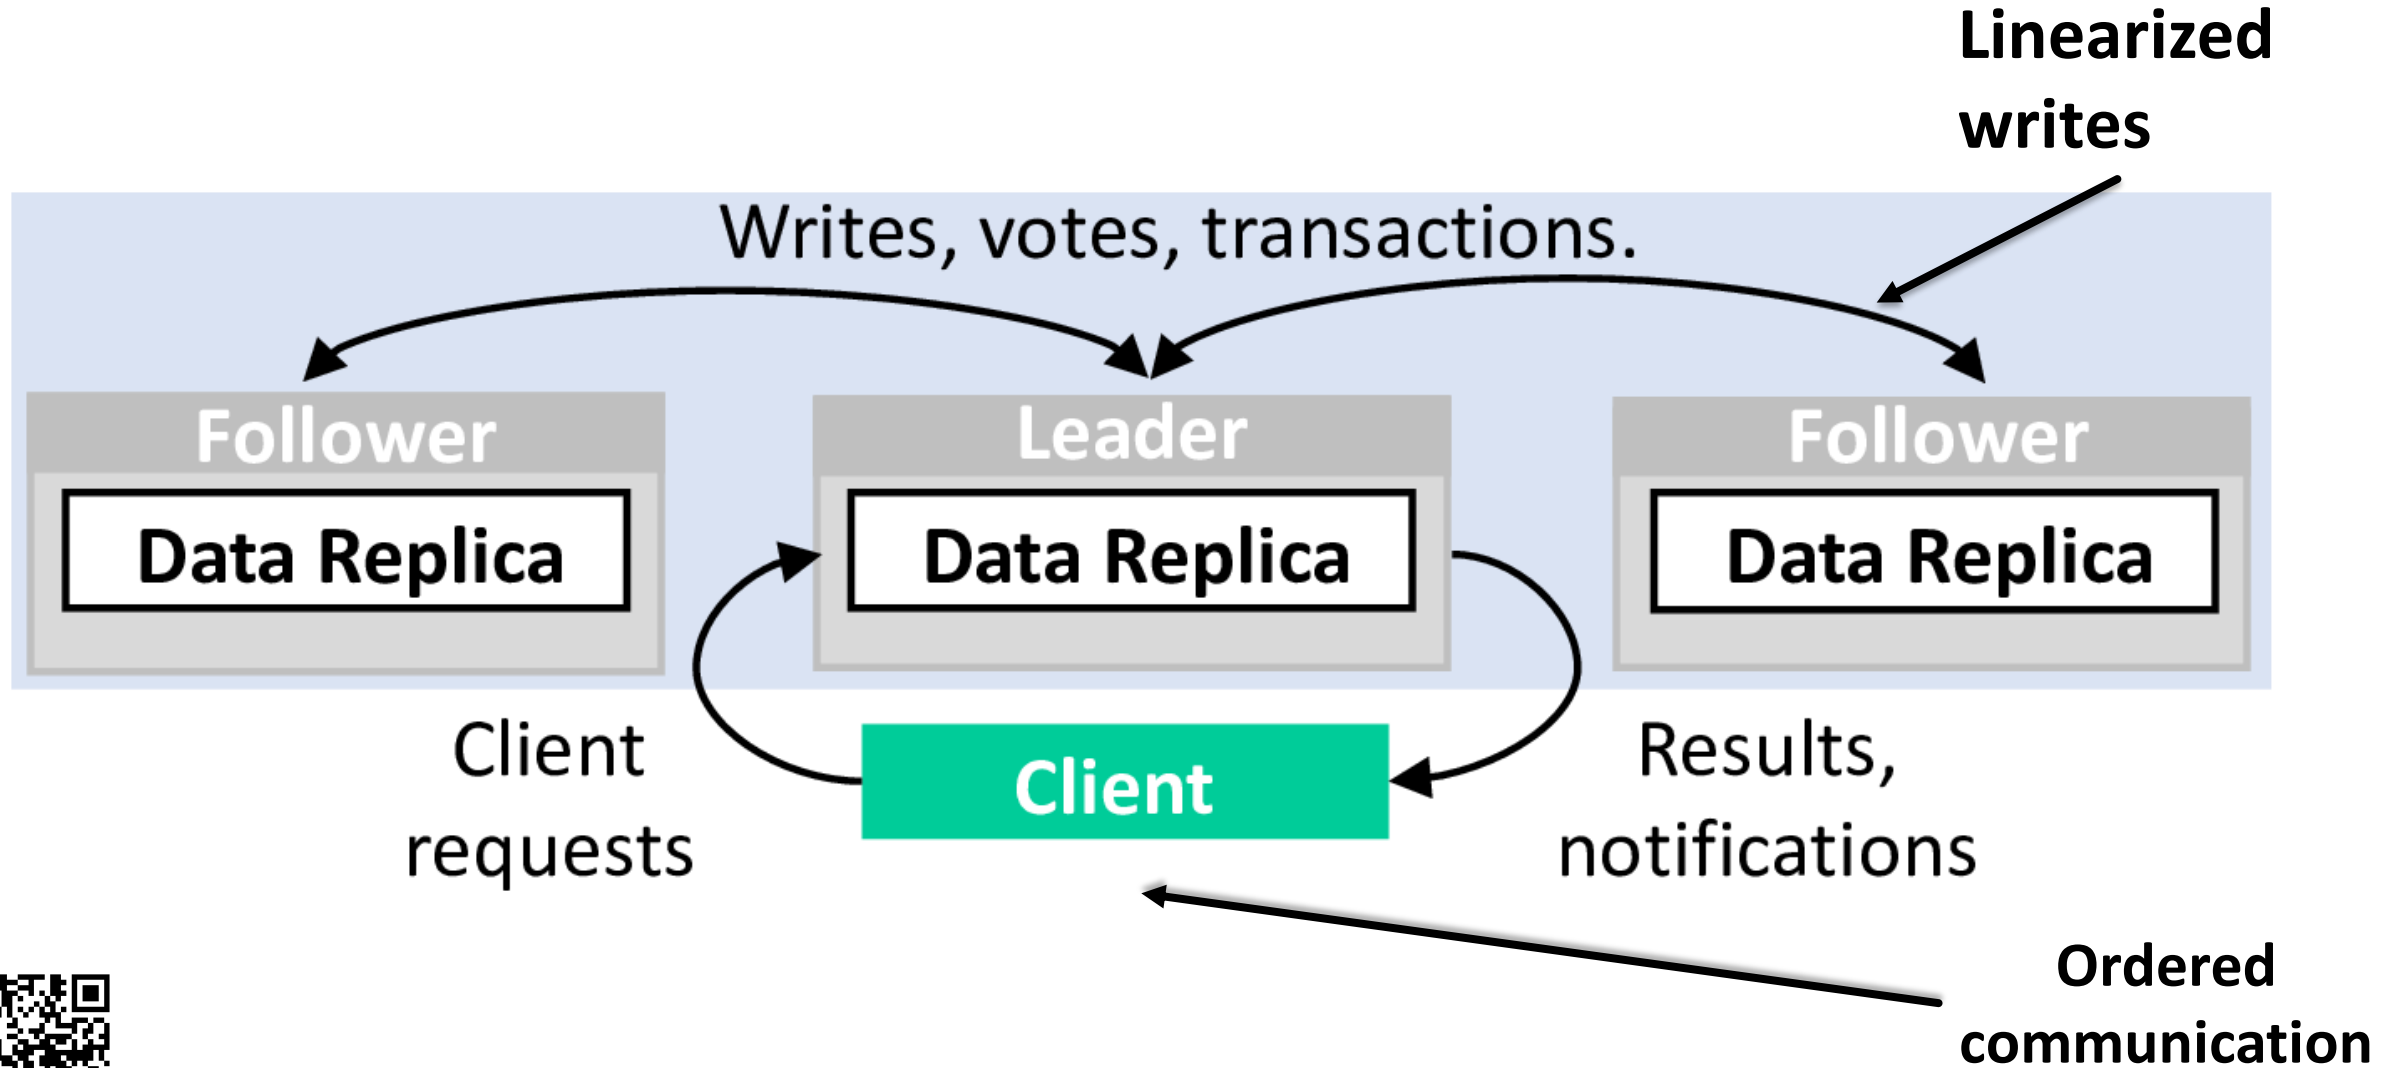 Linearized
writes
Writes, votes, transactions.
Follower
Leader
Follower
Data Replica
Data Replica
Data Replica
Client
requests
Client
Results,
notifications
Ordered
communication